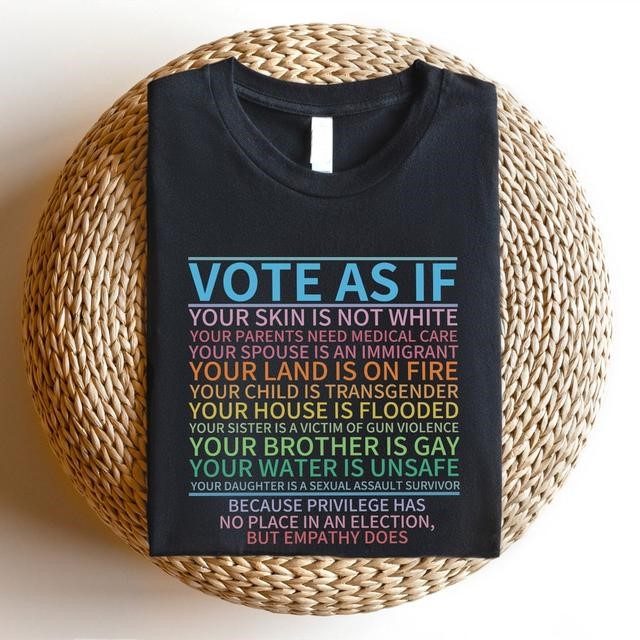 VOTE AS IF
YOUR SKIN IS NOT WHITE
YOUR PARENTS NEED MEDICAL CARE
YOUR SPOUSE IS AN IMMIGRANT
YOUR LAND IS ON FIRE
YOUR CHILD IS TRANSGENDER
YOUR HOUSE IS FLOODED
YOUR SISTER IS A VICTIM OF GUN VIOLENCE
YOUR BROTHER IS GAY
YOUR WATER IS UNSAFE
YOUR DAUGHTER IS A SEXUAL ASSAULT SURVIVOR
BECAUSE PRIVILEGE HAS
NO PLACE IN AN ELECTION,
BUT EMPATHY DOES